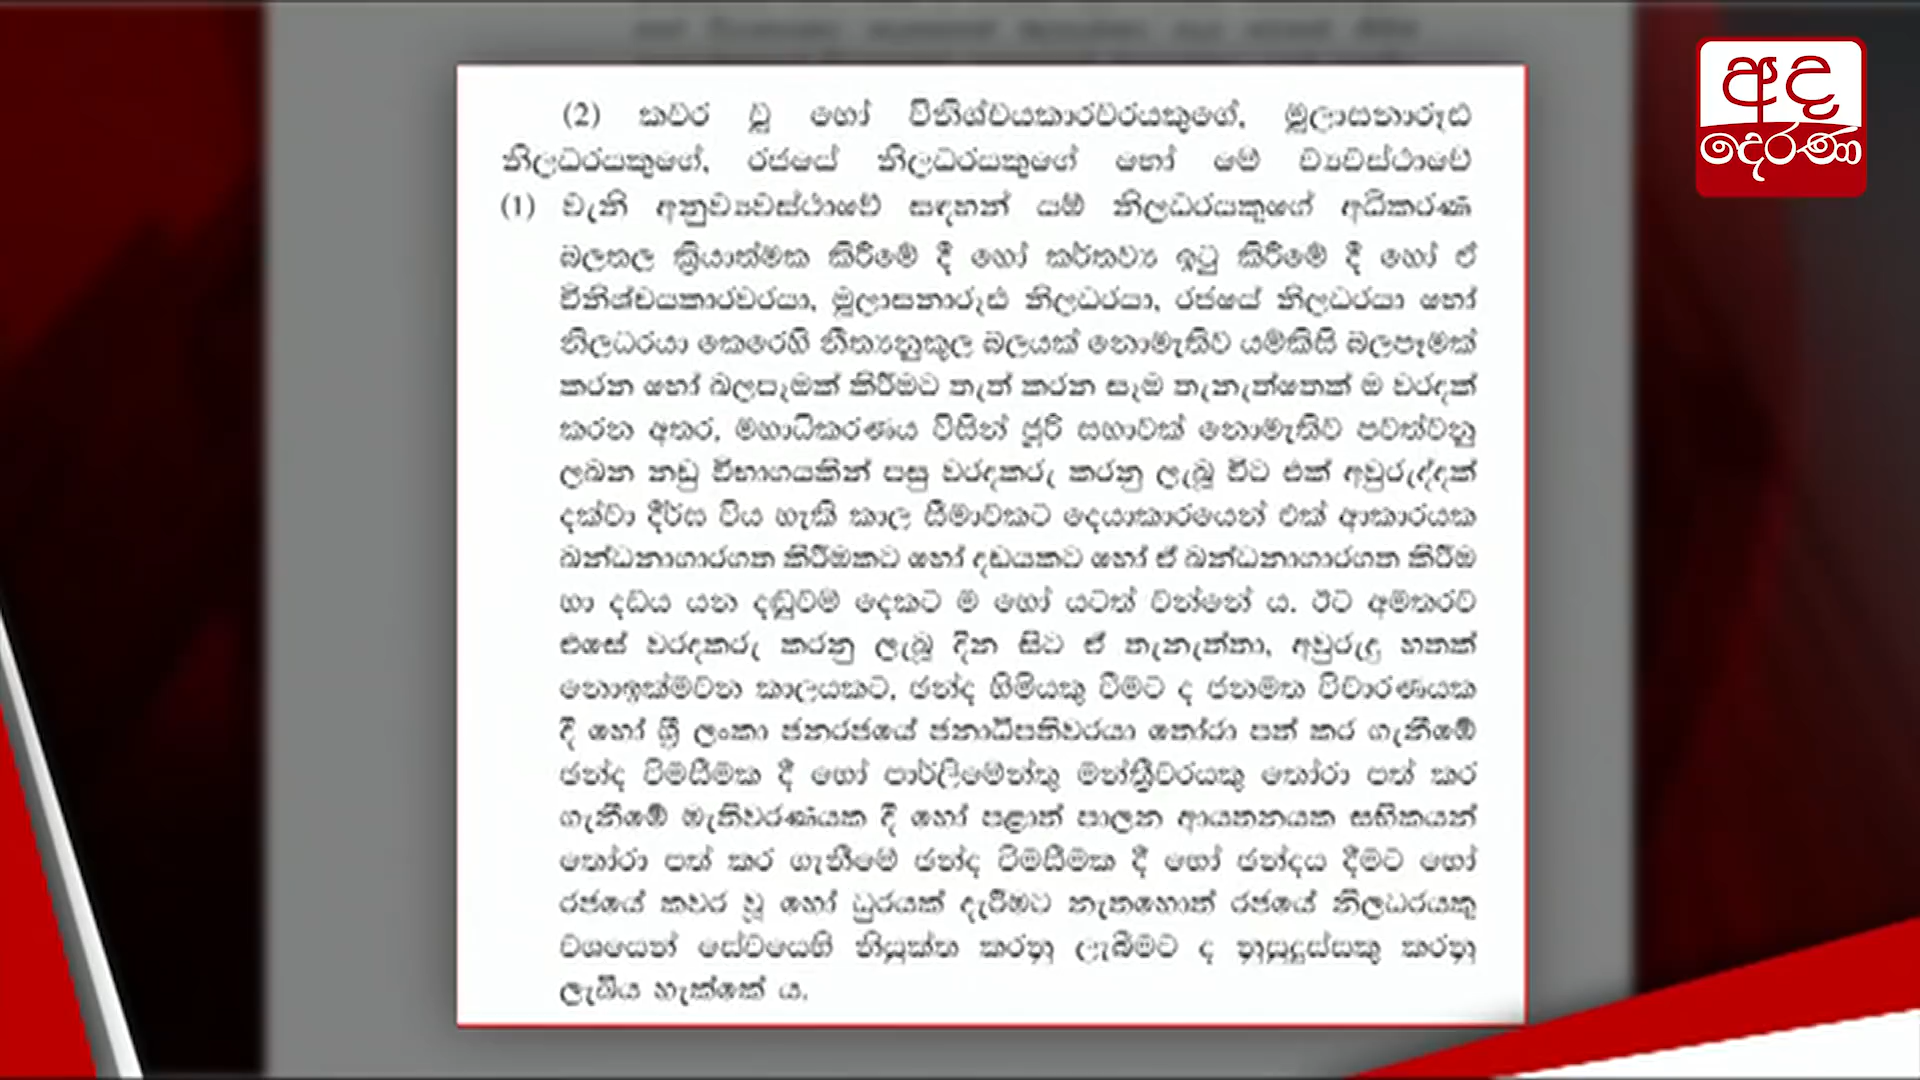 අද
දෙරණ
(2) කවර වූ හෝ විනිශ්චයකාරවරයකුගේ, මූලාසනාරූඪ
නිලධරයකුගේ, රජයේ නිලධරයකුගේ හෝ මේ ව්‍යවස්ථාවේ
(1) වැනි අනුව්‍යවස්ථාවේ සඳහන් යම් නිලධරයකුගේ අධිකරණ
බලතල ක්‍රියාත්මක කිරීමේ දී හෝ කර්තව්‍ය ඉටු කිරීමේ දී හෝ ඒ
විනිශ්චයකාරවරයා, මූලාසනාරූඪ නිලධරයා, රජයේ නිලධරයා හෝ
නිලධරයා කෙරෙහි නීත්‍යනුකූල බලයක් නොමැතිව යම්කිසි බලපෑමක්
කරන හෝ බලපෑමක් කිරීමට තැත් කරන සෑම තැනැත්තෙක් ම වරදක්
කරන අතර, මහාධිකරණය විසින් ජූරි සභාවක් නොමැතිව පවත්වනු
ලබන නඩු විභාගයකින් පසු වරදකරු කරනු ලැබූ විට එක් අවුරුද්දක්
දක්වා දීර්ඝ විය හැකි කාල සීමාවකට දෙයාකාරයෙන් එක් ආකාරයක
බන්ධනාගාරගත කිරීමකට හෝ දඩයකට හෝ ඒ බන්ධනාගාරගත කිරීම
හා දඩය යන දඬුවම් දෙකට ම හෝ යටත් වන්නේ ය. ඊට අමතරව
එසේ වරදකරු කරනු ලැබූ දින සිට ඒ තැනැත්තා, අවුරුදු හතක්
නොඉක්මවන කාලයකට, ඡන්ද හිමියකු වීමට ද ජනමත විචාරණයක
දී හෝ ශ්‍රී ලංකා ජනරජයේ ජනාධිපතිවරයා තෝරා පත් කර ගැනීමේ
ඡන්ද විමසීමක දී හෝ පාර්ලිමේන්තු මන්ත්‍රීවරයකු තෝරා පත් කර
ගැනීමේ මැතිවරණයක දී හෝ පළාත් පාලන ආයතනයක සභිකයන්
තෝරා පත් කර ගැනීමේ ඡන්ද විමසීමක දී හෝ ඡන්දය දීමට හෝ
රජයේ කවර වූ හෝ ධුරයක් දැරීමට නැතහොත් රජයේ නිලධරයකු
වශයෙන් සේවයෙහි නියුක්ත කරනු ලැබීමට ද නුසුදුස්සකු කරනු
ලැබිය හැක්කේ ය.